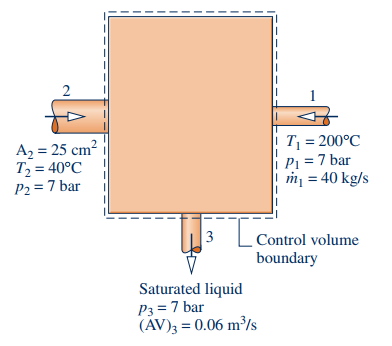 2
A₂ = 25 cm²
T₂ = 40°C
p₂ = 7 bar
1
T₁ = 200°C
p₁ = 7 bar
ṁ₁ = 40 kg/s
3
Control volume
boundary
Saturated liquid
p₃ = 7 bar
(AV)₃ = 0.06 m³/s